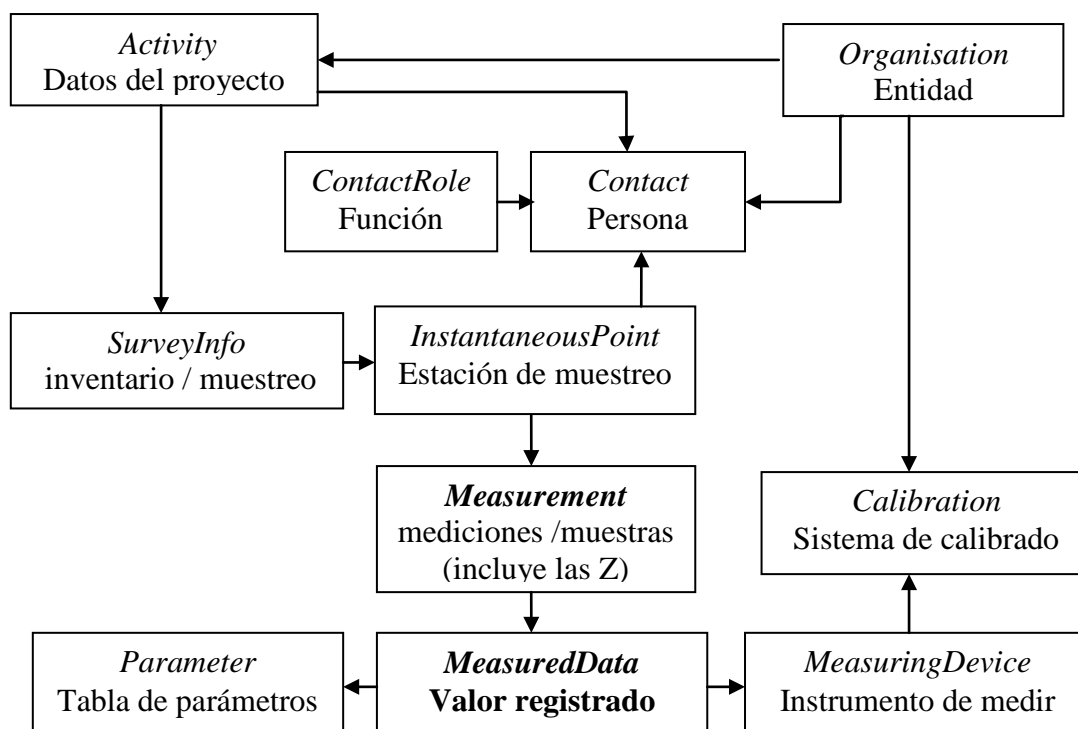 Activity
Datos del proyecto
Organisation
Entidad
ContactRole
Función
Contact
Persona
SurveyInfo
inventario / muestreo
InstantaneousPoint
Estación de muestreo
Measurement
mediciones /muestras
(incluye las Z)
Calibration
Sistema de calibrado
Parameter
Tabla de parámetros
MeasuredData
Valor registrado
MeasuringDevice
Instrumento de medir